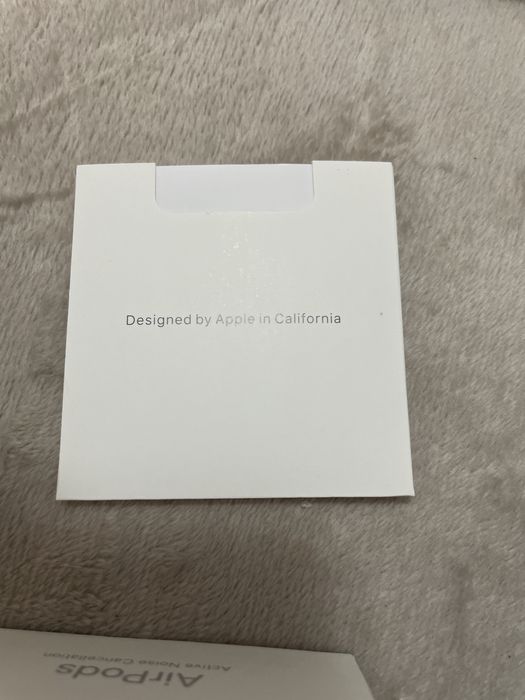 Designed by Apple in California
AirPods
Active Noise Cancellation